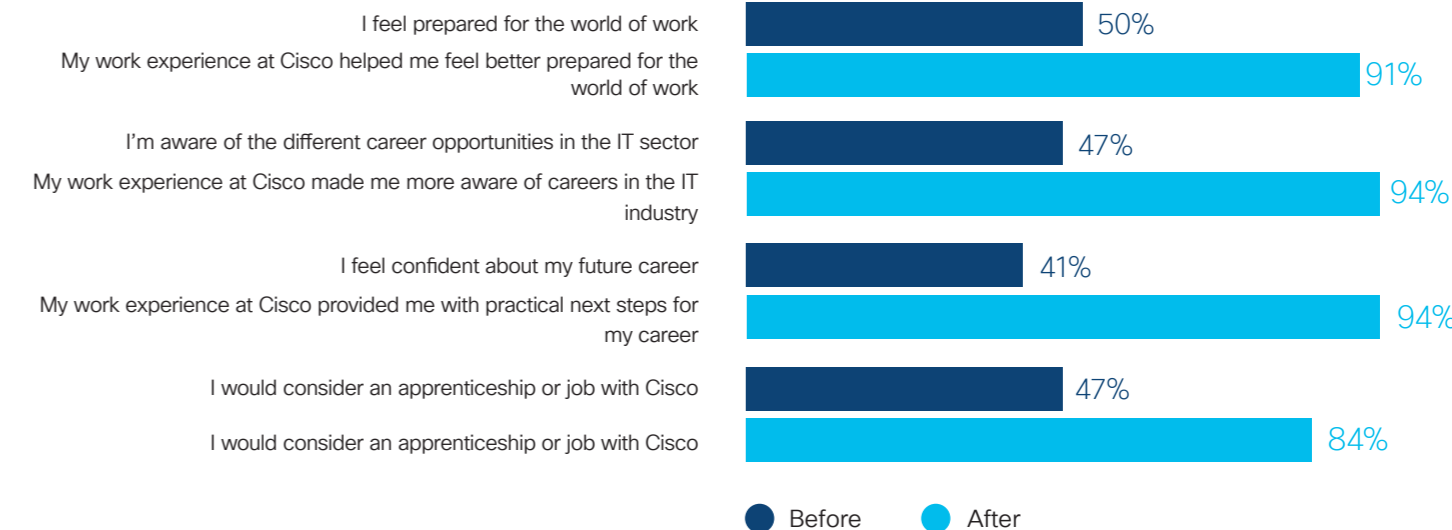 I feel prepared for the world of work
50%
My work experience at Cisco helped me feel better prepared for the
world of work
91%
I'm aware of the different career opportunities in the IT sector
47%
My work experience at Cisco made me more aware of careers in the IT
industry
94%
I feel confident about my future career
41%
My work experience at Cisco provided me with practical next steps for
my career
94%
I would consider an apprenticeship or job with Cisco
47%
I would consider an apprenticeship or job with Cisco
84%
Before
After